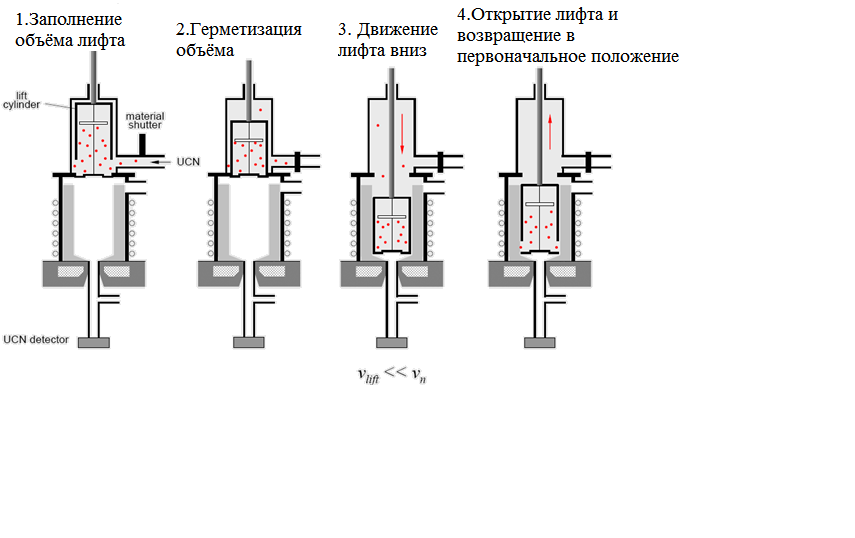 1.Заполнение
объёма лифта
2.Герметизация
объёма
3. Движение
лифта вниз
4.Открытие лифта и
возвращение в
первоначальное положение
lift
cylinder
material
shutter
UCN
UCN detector
v_lift << v_n